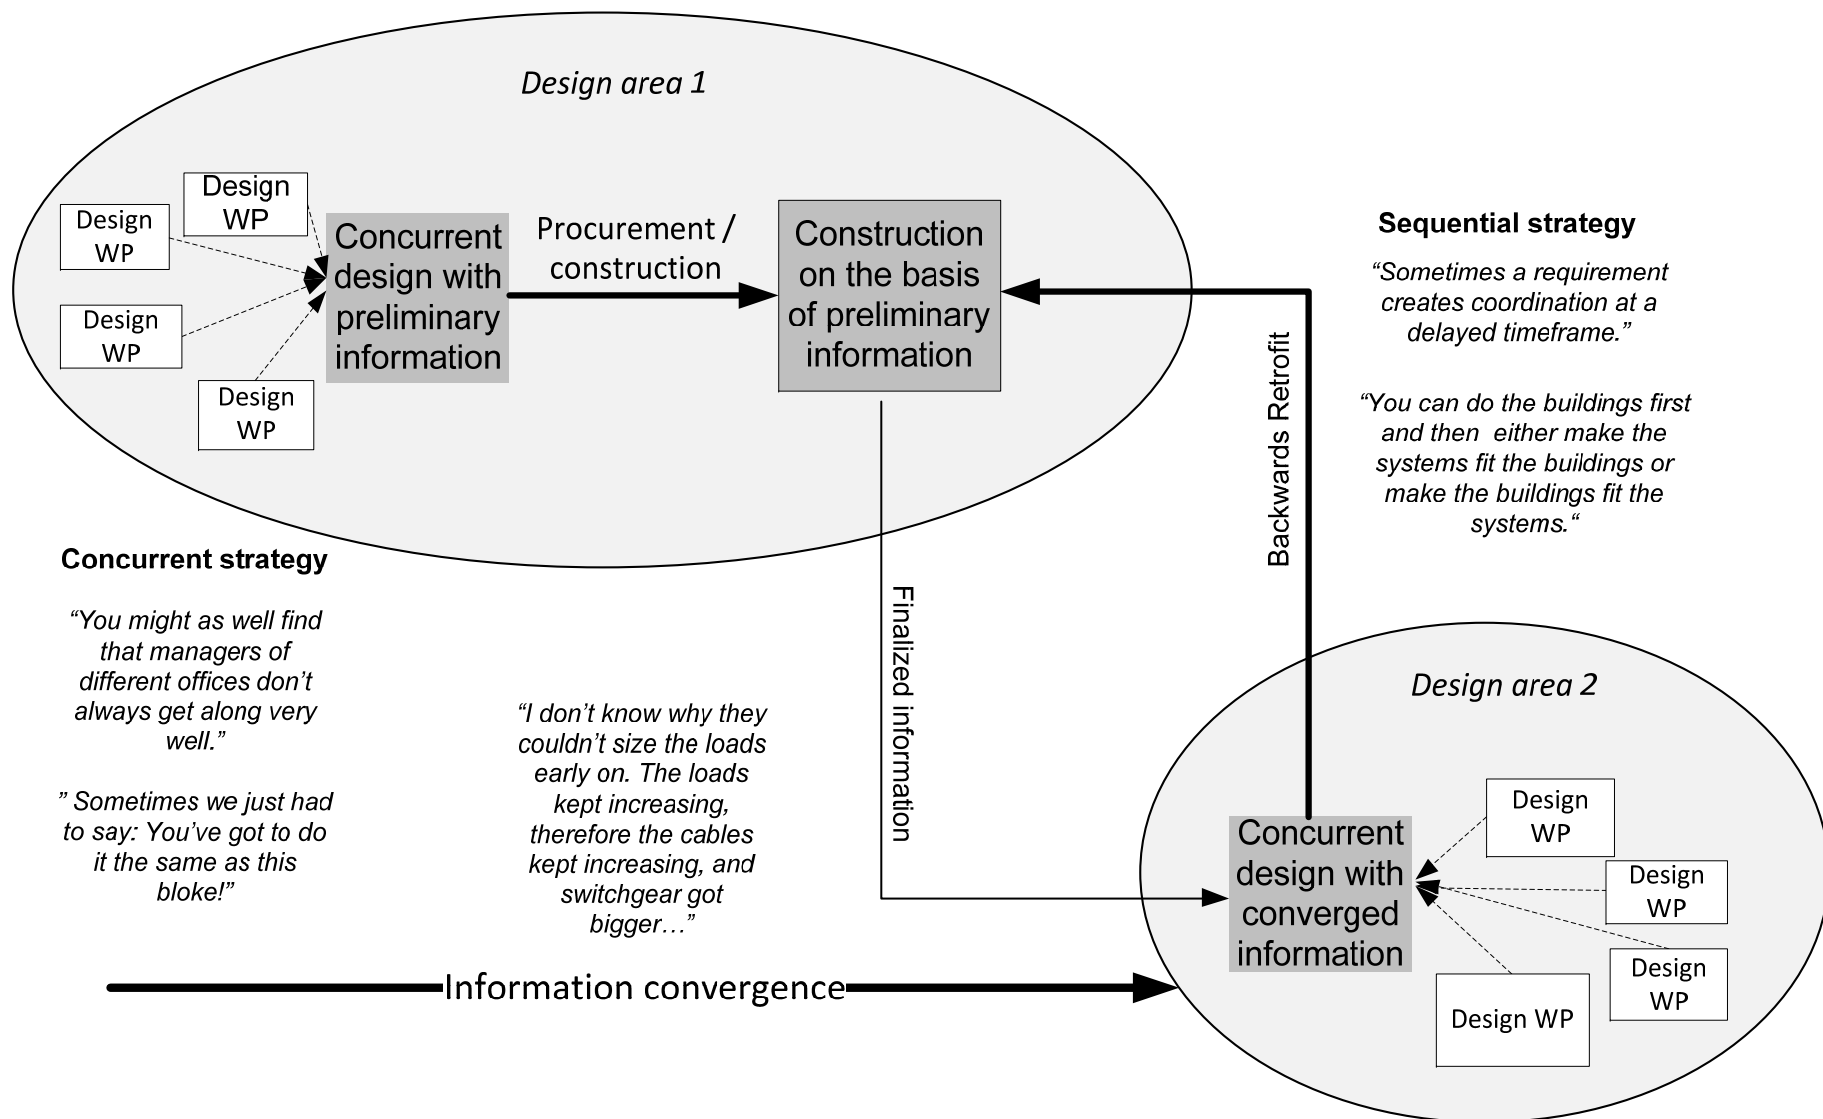 Design area 1
Design
WP
Design
WP
Design
WP
Design
WP
Concurrent
design with
preliminary
information
Procurement /
construction
Construction
on the basis
of preliminary
information
Sequential strategy
“Sometimes a requirement
creates coordination at a
delayed timeframe.”
“You can do the buildings first
and then either make the
systems fit the buildings or
make the buildings fit the
systems.“
Backwards Retrofit
Finalized information
Concurrent strategy
“You might as well find
that managers of
different offices don’t
always get along very
well.”
” Sometimes we just had
to say: You’ve got to do
it the same as this
bloke!”
“I don’t know why they
couldn’t size the loads
early on. The loads
kept increasing,
therefore the cables
kept increasing, and
switchgear got
bigger…”
Information convergence
Design area 2
Concurrent
design with
converged
information
Design
WP
Design
WP
Design
WP
Design WP